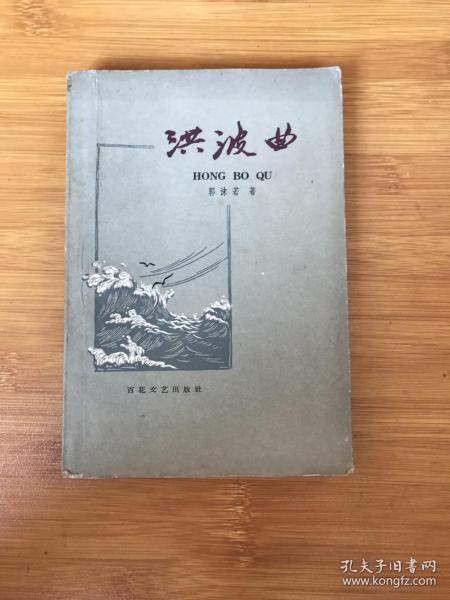 洪波曲
HONG BO QU
郭沫若 著
百花文艺出版社
孔夫子旧书网
www.kongfz.com